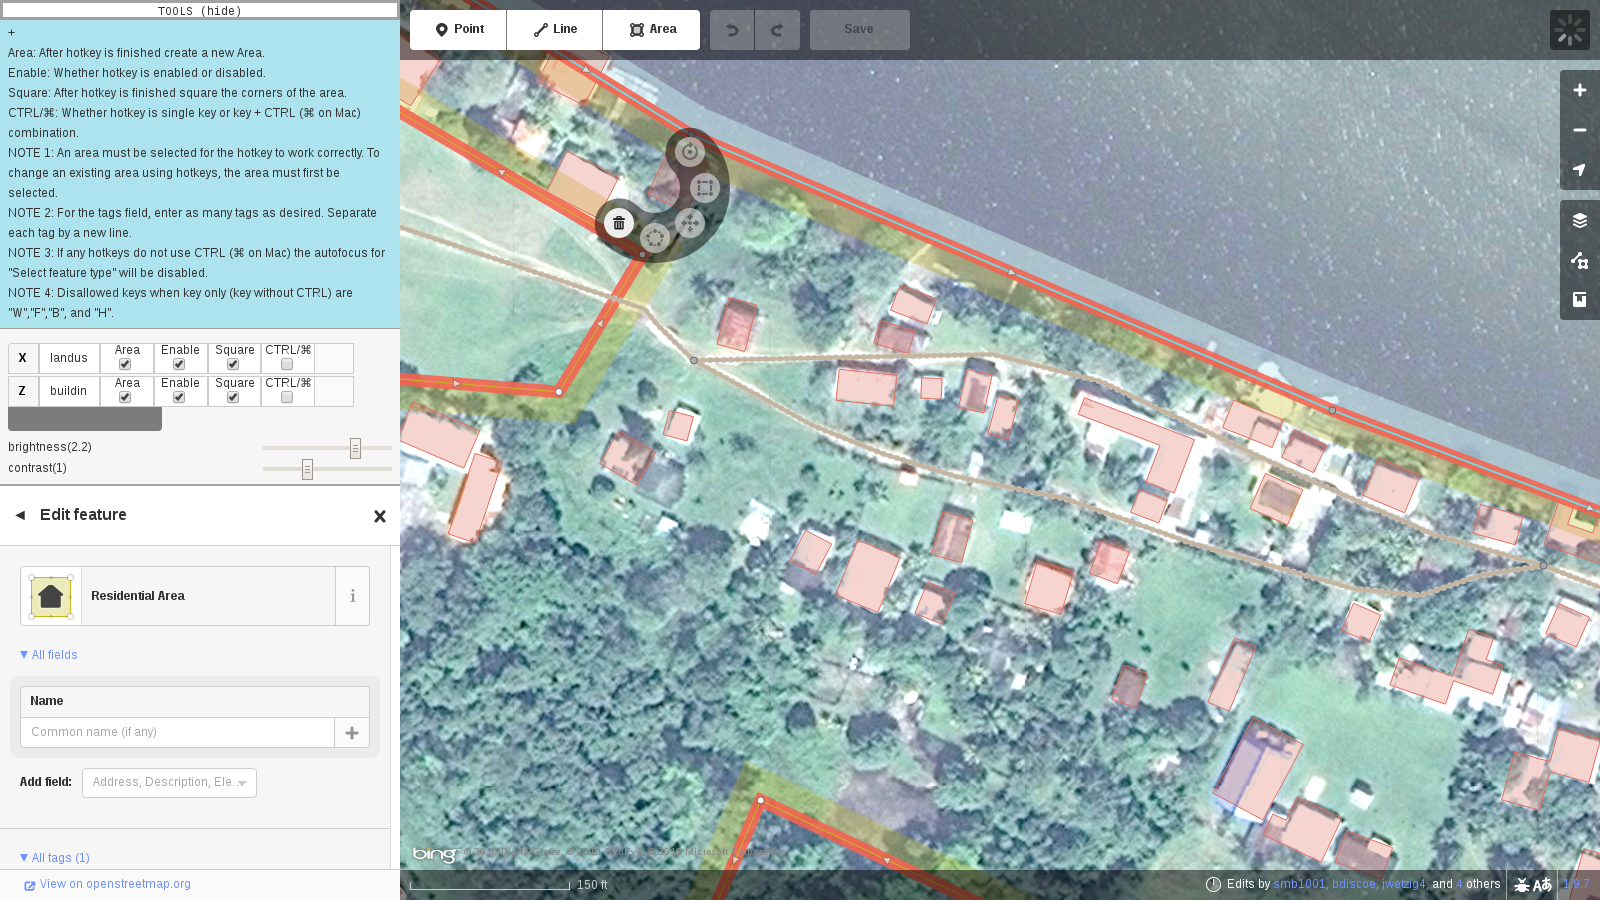 TOOLS (hide)
+
Area: After hotkey is finished create a new Area.
Enable: Whether hotkey is enabled or disabled.
Square: After hotkey is finished square the corners of the area.
CTRL/⌘: Whether hotkey is single key or key + CTRL (⌘ on Mac)
combination.
NOTE 1: An area must be selected for the hotkey to work correctly. To
change an existing area using hotkeys, the area must first be
selected.
NOTE 2: For the tags field, enter as many tags as desired. Separate
each tag by a new line.
NOTE 3: If any hotkeys do not use CTRL (⌘ on Mac) the autofocus for
"Select feature type" will be disabled.
NOTE 4: Disallowed keys when key only (key without CTRL) are
"W","F","B", and "H".
X landus Area Enable Square CTRL/⌘
Z buildin Area Enable Square CTRL/⌘
brightness(2.2)
contrast(1)
Edit feature
Residential Area
All fields
Name
Common name (if any)
Add field: Address, Description, Ele...
All tags (1)
View on openstreetmap.org
Point Line Area Save
bing
150 ft
Edits by smb1001, bdiscoe, jwetzig4, and 4 others
1.9.7